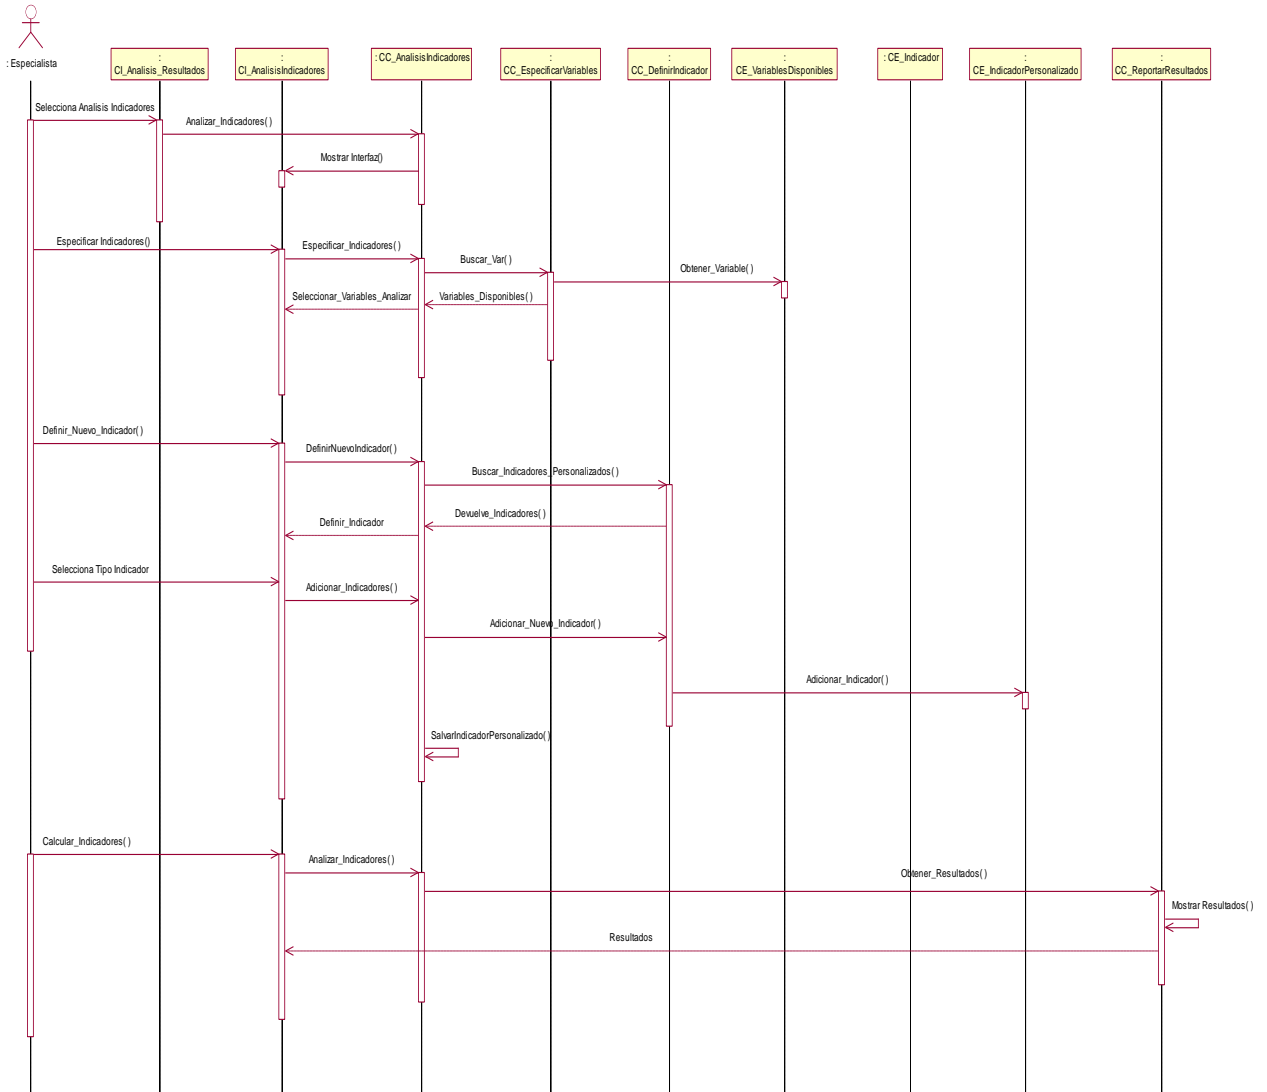 : Especialista
:
CI_Analisis_Resultados
:
CI_AnalisisIndicadores
: CC_AnalisisIndicadores
:
CC_EspecificarVariables
:
CC_DefinirIndicador
:
CE_VariablesDisponibles
: CE_Indicador
:
CE_IndicadorPersonalizado
:
CC_ReportarResultados
Selecciona Analisis Indicadores
Analizar_Indicadores( )
Mostrar Interfaz()
Especificar Indicadores()
Especificar_Indicadores( )
Buscar_Var( )
Obtener_Variable( )
Seleccionar_Variables_Analizar
Variables_Disponibles( )
Definir_Nuevo_Indicador( )
DefinirNuevoIndicador( )
Buscar_Indicadores_Personalizados( )
Devuelve_Indicadores( )
Definir_Indicador
Selecciona Tipo Indicador
Adicionar_Indicadores( )
Adicionar_Nuevo_Indicador( )
Adicionar_Indicador( )
SalvarIndicadorPersonalizado( )
Calcular_Indicadores( )
Analizar_Indicadores( )
Obtener_Resultados( )
Mostrar Resultados( )
Resultados